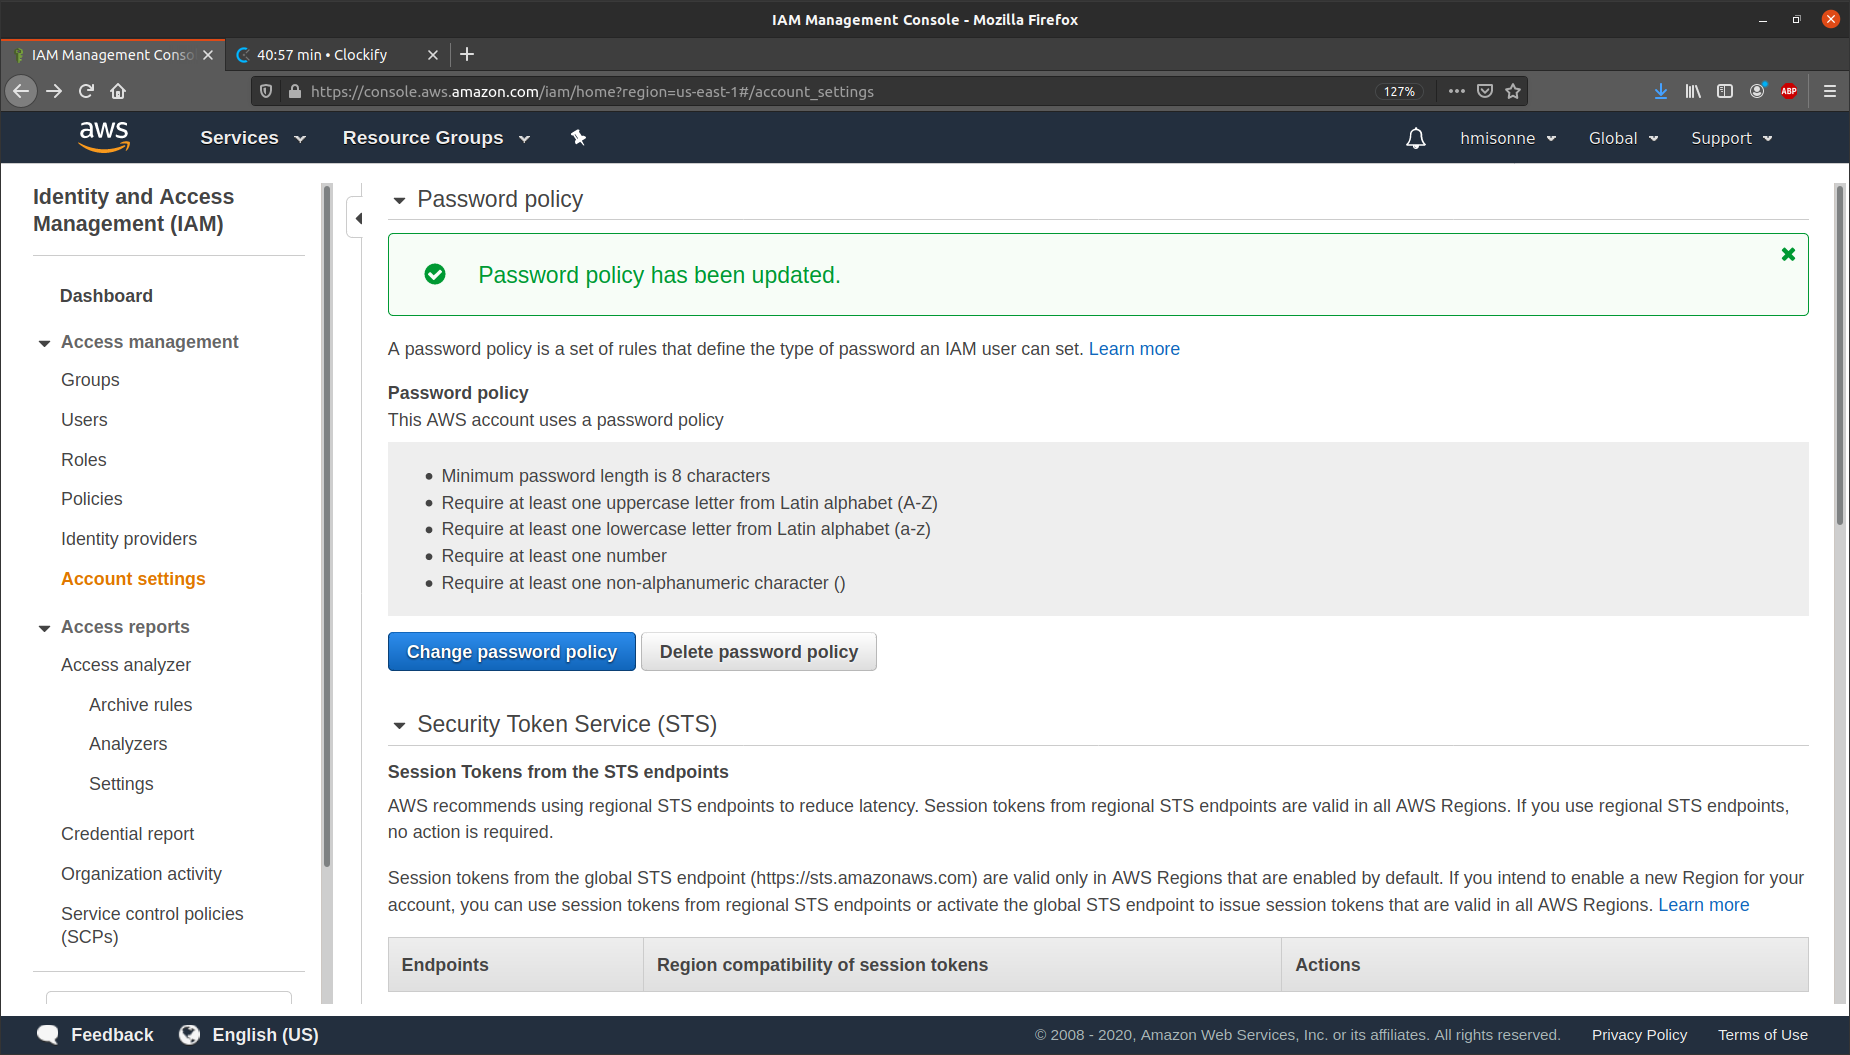 IAM Management Console - Mozilla Firefox
IAM Management Conso
40:57 min • Clockify
https://console.aws.amazon.com/iam/home?region=us-east-1#/account_settings
127%
ABP
aws
Services
Resource Groups
hmisonne
Global
Support
Identity and Access
Management (IAM)
Dashboard
Access management
Groups
Users
Roles
Policies
Identity providers
Account settings
Access reports
Access analyzer
Archive rules
Analyzers
Settings
Credential report
Organization activity
Service control policies
(SCPs)
Password policy
Password policy has been updated.
A password policy is a set of rules that define the type of password an IAM user can set. Learn more
Password policy
This AWS account uses a password policy
• Minimum password length is 8 characters
• Require at least one uppercase letter from Latin alphabet (A-Z)
• Require at least one lowercase letter from Latin alphabet (a-z)
• Require at least one number
• Require at least one non-alphanumeric character ()
Change password policy
Delete password policy
Security Token Service (STS)
Session Tokens from the STS endpoints
AWS recommends using regional STS endpoints to reduce latency. Session tokens from regional STS endpoints are valid in all AWS Regions. If you use regional STS endpoints,
no action is required.
Session tokens from the global STS endpoint (https://sts.amazonaws.com) are valid only in AWS Regions that are enabled by default. If you intend to enable a new Region for your
account, you can use session tokens from regional STS endpoints or activate the global STS endpoint to issue session tokens that are valid in all AWS Regions. Learn more
Endpoints
Region compatibility of session tokens
Actions
Feedback
English (US)
© 2008 - 2020, Amazon Web Services, Inc. or its affiliates. All rights reserved.
Privacy Policy
Terms of Use